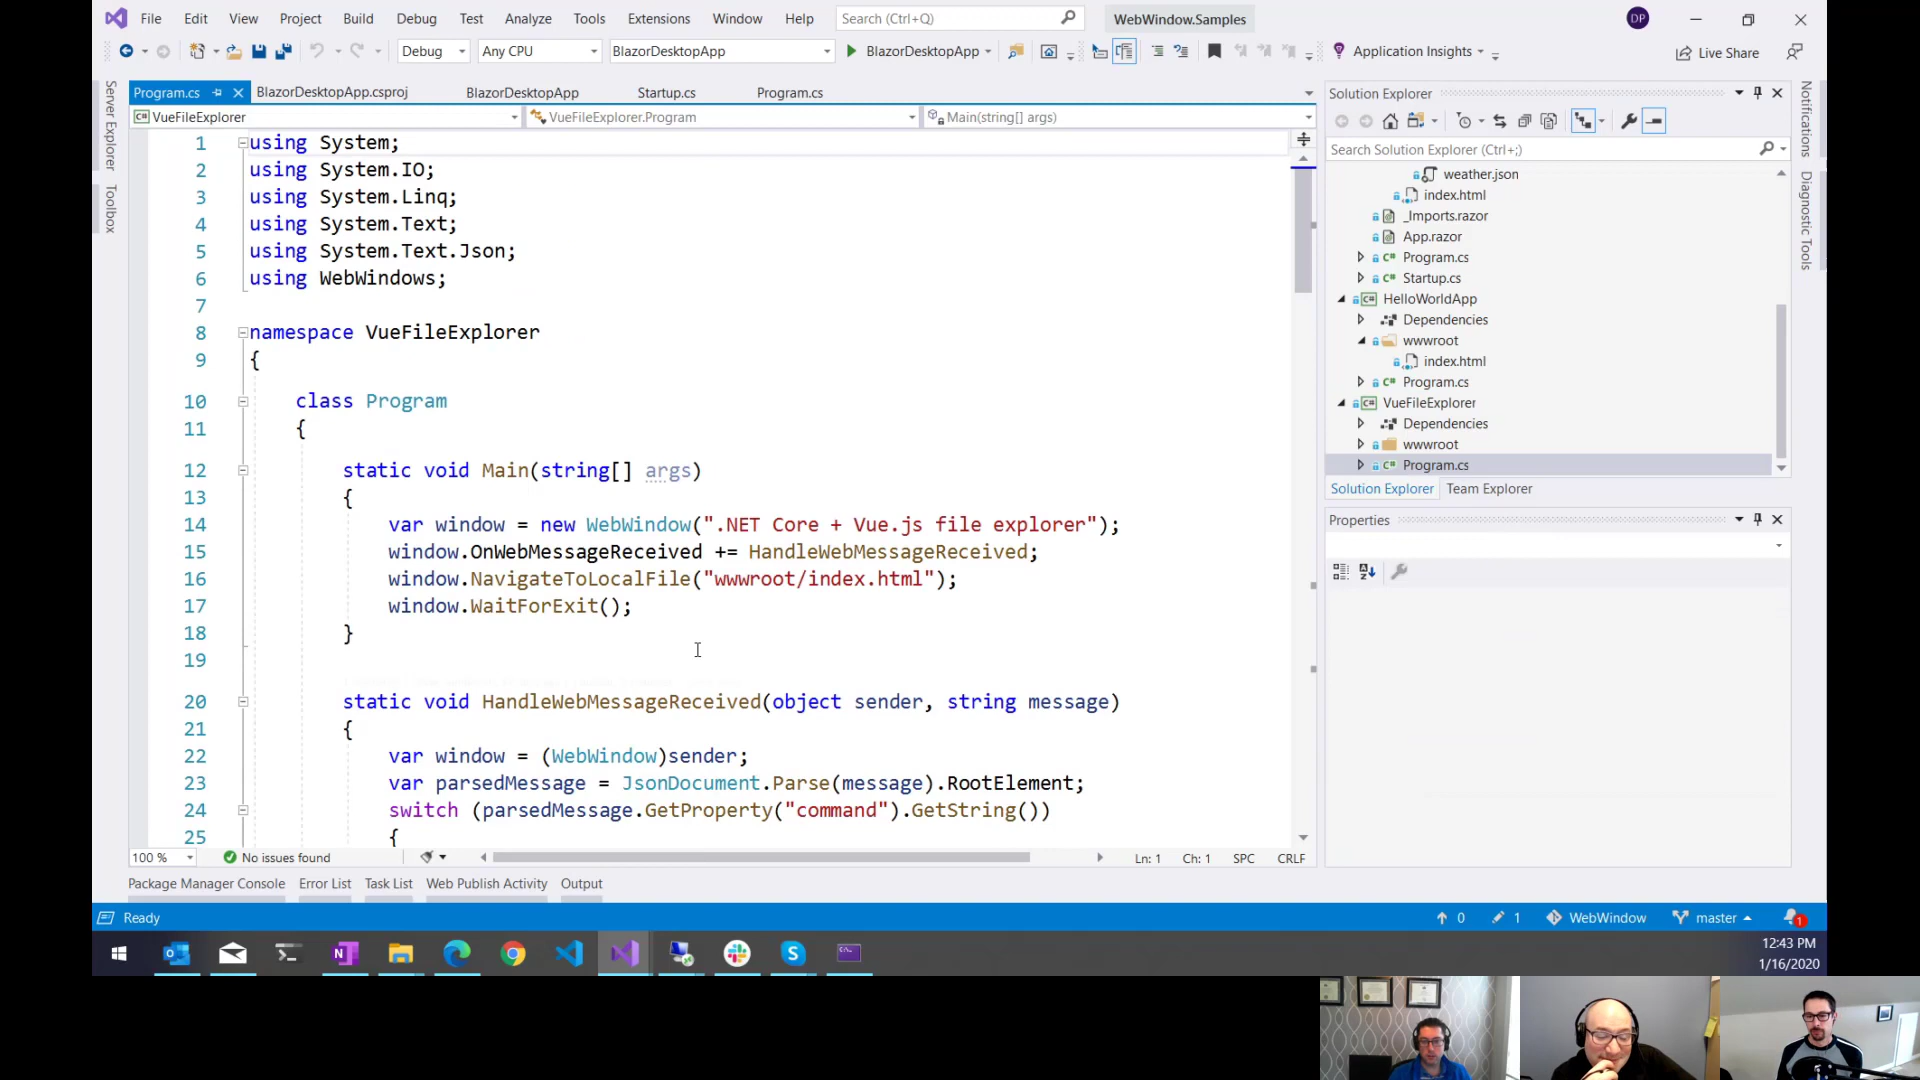 File Edit View Project Build Debug Test Analyze Tools Extensions Window Help Search (Ctrl+Q) WebWindow.Samples DP
Debug Any CPU BlazorDesktopApp BlazorDesktopApp Application Insights Live Share
Server Explorer
Toolbox
Program.cs BlazorDesktopApp.csproj BlazorDesktopApp Startup.cs Program.cs
VueFileExplorer VueFileExplorer.Program Main(string[] args)
1 using System;
2 using System.IO;
3 using System.Linq;
4 using System.Text;
5 using System.Text.Json;
6 using WebWindows;
7
8 namespace VueFileExplorer
9 {
10 class Program
11 {
12 static void Main(string[] args)
13 {
14 var window = new WebWindow(".NET Core + Vue.js file explorer");
15 window.OnWebMessageReceived += HandleWebMessageReceived;
16 window.NavigateToLocalFile("wwwroot/index.html");
17 window.WaitForExit();
18 }
19
20 static void HandleWebMessageReceived(object sender, string message)
21 {
22 var window = (WebWindow)sender;
23 var parsedMessage = JsonDocument.Parse(message).RootElement;
24 switch (parsedMessage.GetProperty("command").GetString())
25 {
100 % No issues found Ln: 1 Ch: 1 SPC CRLF
Package Manager Console Error List Task List Web Publish Activity Output
Solution Explorer
Search Solution Explorer (Ctrl+;)
weather.json
index.html
_Imports.razor
App.razor
C# Program.cs
C# Startup.cs
C# HelloWorldApp
Dependencies
wwwroot
index.html
C# Program.cs
C# VueFileExplorer
Dependencies
wwwroot
C# Program.cs
Solution Explorer Team Explorer
Properties
Notifications
Diagnostic Tools
Ready 0 1 WebWindow master 1
12:43 PM
1/16/2020